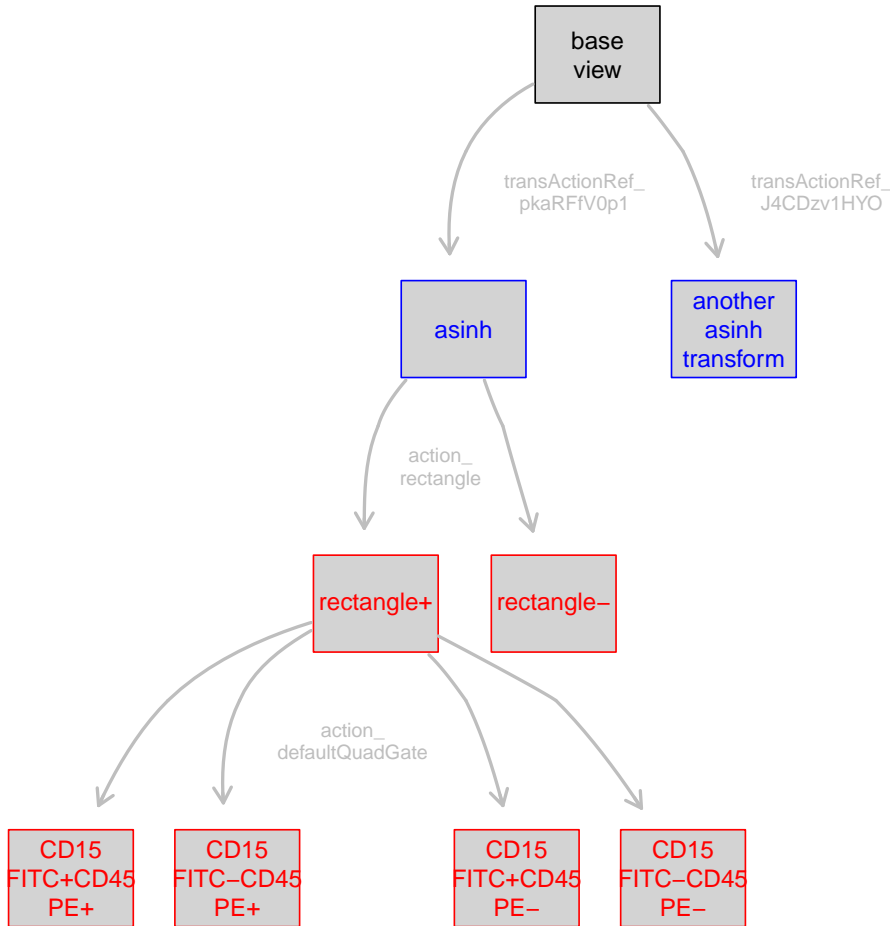 base
view
transActionRef_
pkaRFfV0p1
transActionRef_
J4CDzv1HYO
asinh
another
asinh
transform
action_
rectangle
rectangle+
rectangle−
action_
defaultQuadGate
CD15
FITC+CD45
PE+
CD15
FITC−CD45
PE+
CD15
FITC+CD45
PE−
CD15
FITC−CD45
PE−